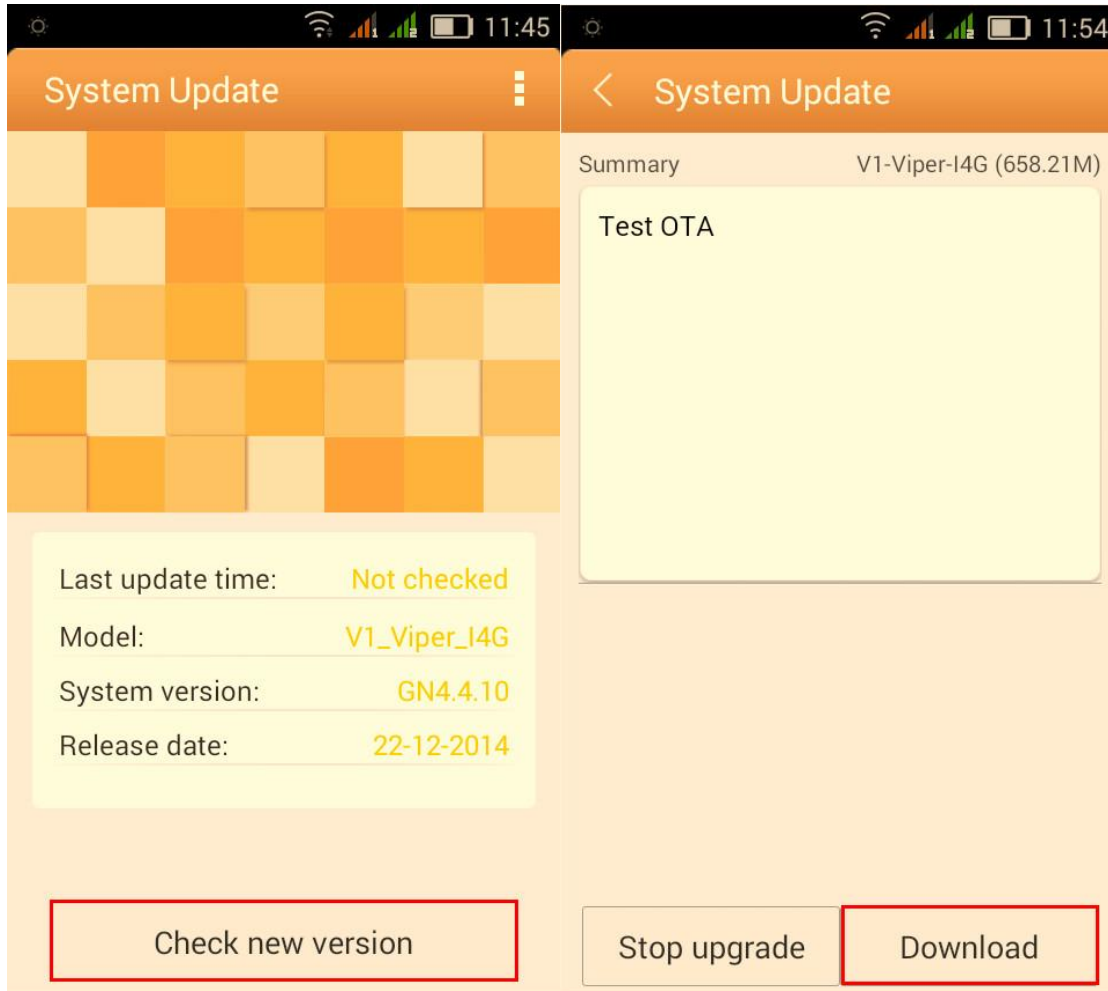 11:45
System Update
Last update time: Not checked
Model: V1_Viper_I4G
System version: GN4.4.10
Release date: 22-12-2014
Check new version
11:54
System Update
Summary V1-Viper-I4G (658.21M)
Test OTA
Stop upgrade Download